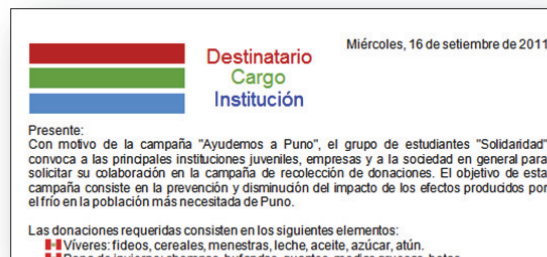 Miércoles, 16 de setiembre de 2011
Destinatario
Cargo
Institución
Presente:
Con motivo de la campaña "Ayudemos a Puno", el grupo de estudiantes "Solidaridad"
convoca a las principales instituciones juveniles, empresas y a la sociedad en general para
solicitar su colaboración en la campaña de recolección de donaciones. El objetivo de esta
campaña consiste en la prevención y disminución del impacto de los efectos producidos por
el frío en la población más necesitada de Puno.
Las donaciones requeridas consisten en los siguientes elementos:
Víveres: fideos, cereales, menestras, leche, aceite, azúcar, atún.